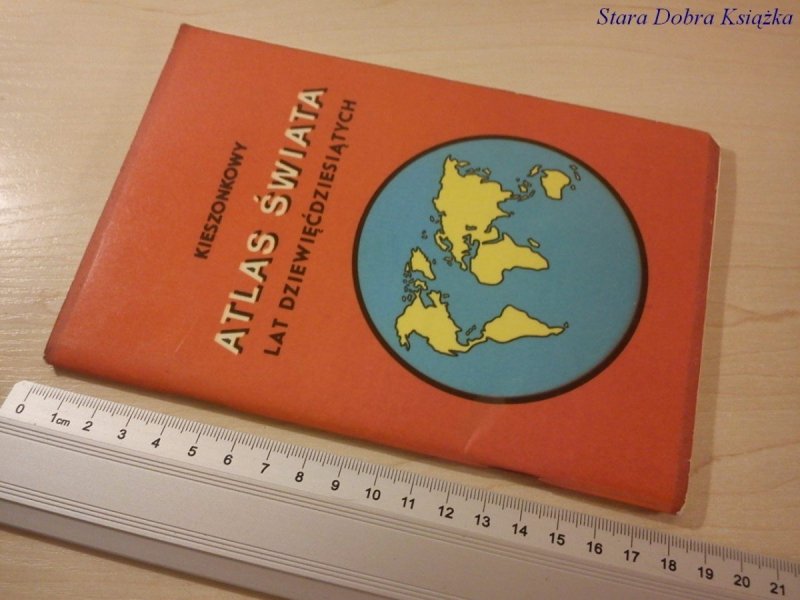 Stara Dobra Książka
KIESZONKOWY
ATLAS ŚWIATA
LAT DZIEWIĘĆDZIESIĄTYCH
0 1cm 2 3 4 5 6 7 8 9 10 11 12 13 14 15 16 17 18 19 20 21